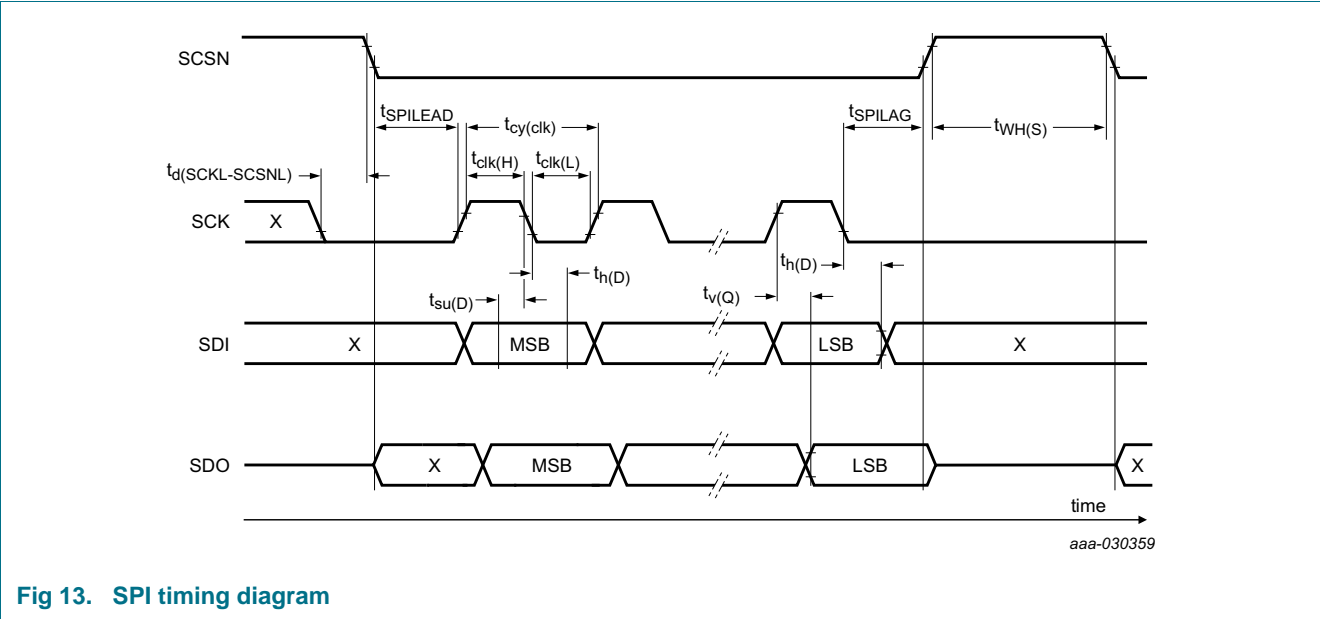 SCSN
tSPILEAD
tcy(clk)
tSPILAG
tWH(S)
td(SCKL-SCSNL)
tclk(H)
tclk(L)
SCK
X
th(D)
th(D)
tsu(D)
tv(Q)
SDI
X
MSB
LSB
X
SDO
X
MSB
LSB
X
time
aaa-030359
Fig 13. SPI timing diagram